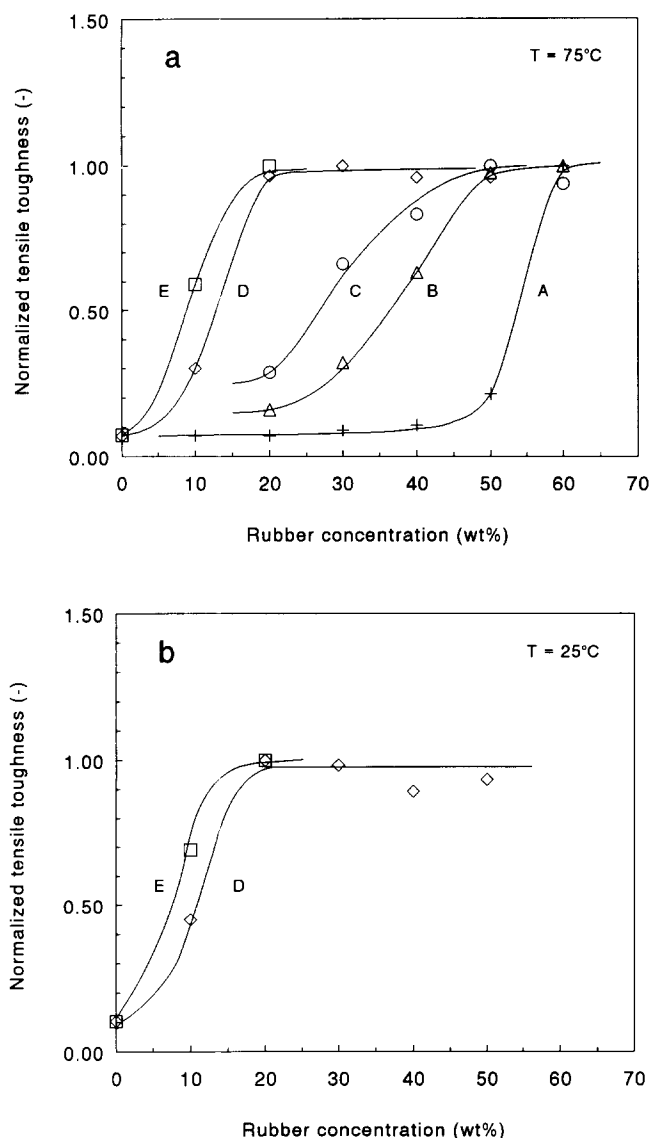 1.50
a
T = 75°C
1.00
0.50
0.00
Normalized tensile toughness (-)
E
D
C
B
A
0 10 20 30 40 50 60 70
Rubber concentration (wt%)
1.50
b
T = 25°C
1.00
0.50
0.00
Normalized tensile toughness (-)
E
D
0 10 20 30 40 50 60 70
Rubber concentration (wt%)